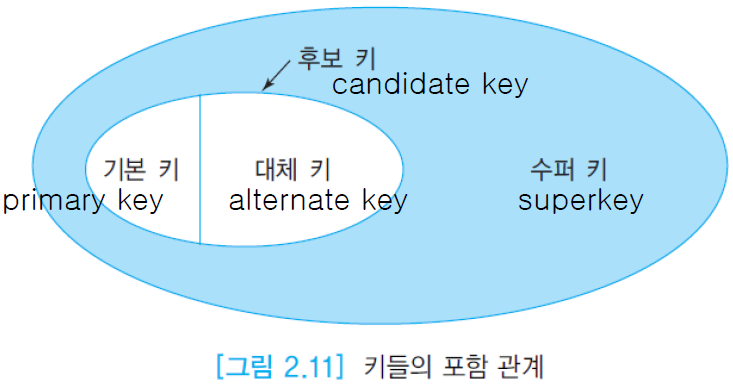 후보 키
candidate key
기본 키
primary key
대체 키
alternate key
수퍼 키
superkey
[그림 2.11] 키들의 포함 관계